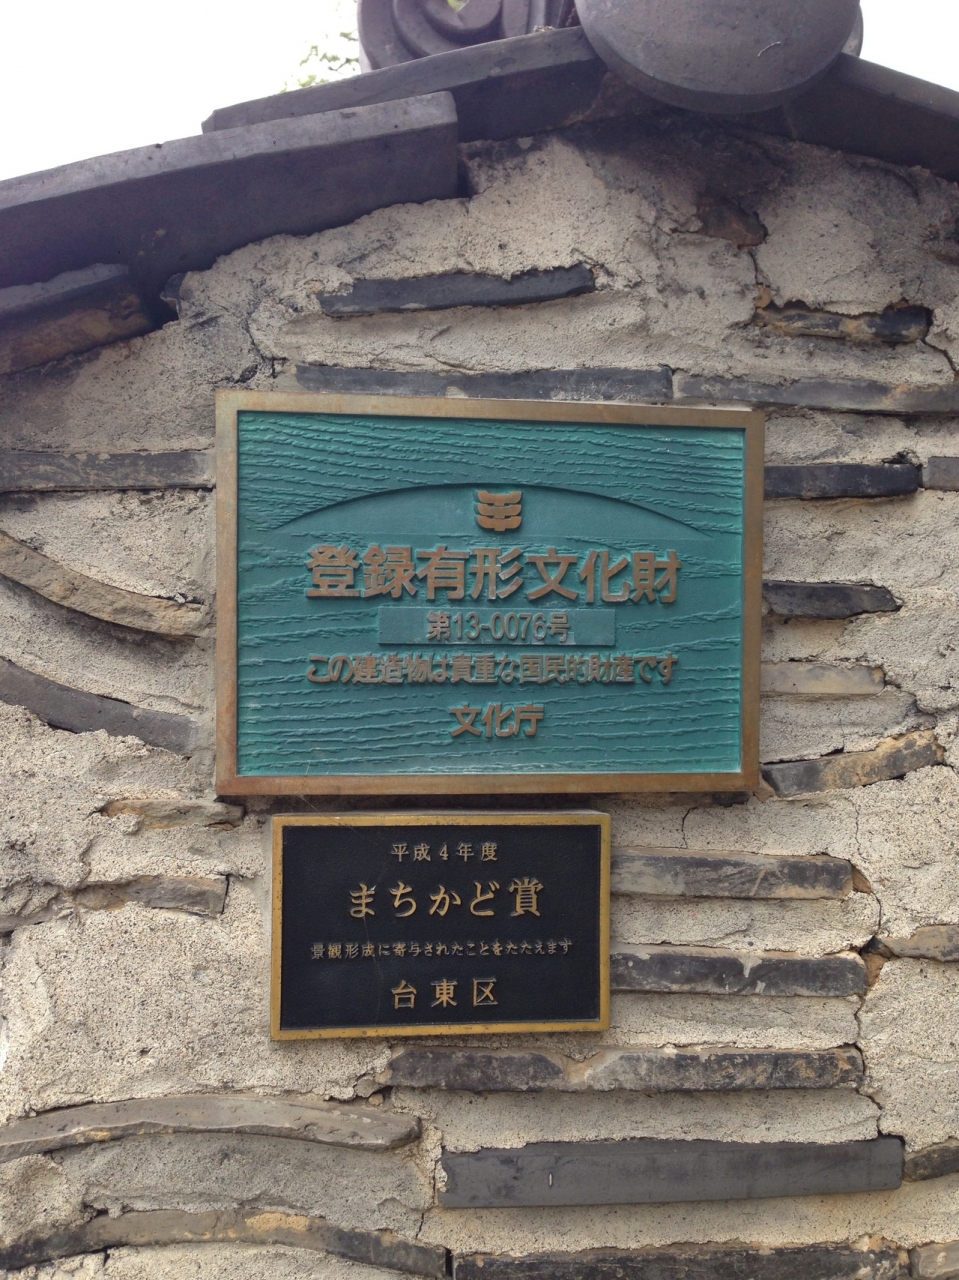 登録有形文化財
第13-0076号
この建造物は貴重な国民的財産です
文化庁
平成4年度
まちかど賞
景観形成に寄与されたことをたたえます
台東区